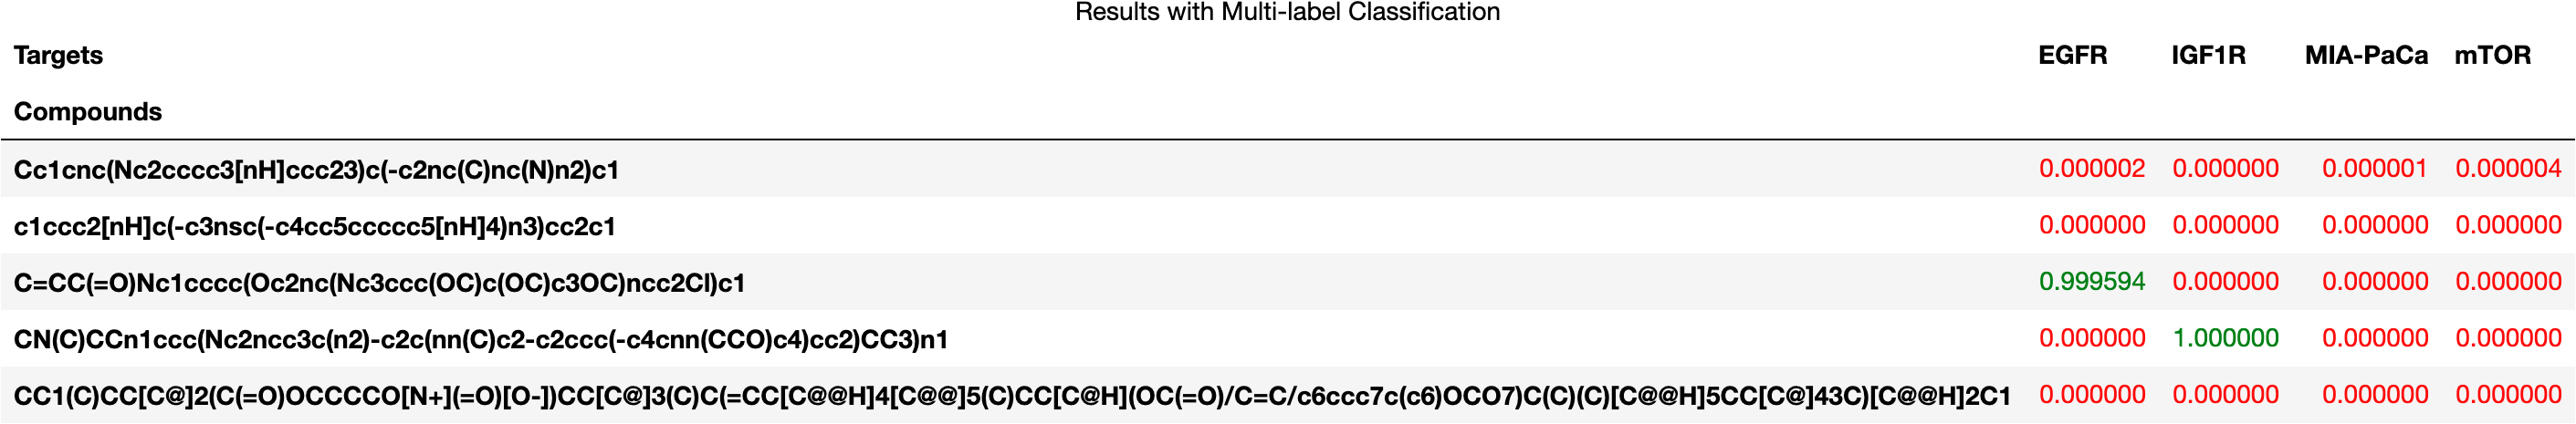 Results with Multi-label Classification
Targets EGFR IGF1R MIA-PaCa mTOR
Compounds
Cc1cnc(Nc2cccc3[nH]ccc23)c(-c2nc(C)nc(N)n2)c1 0.000002 0.000000 0.000001 0.000004
c1ccc2[nH]c(-c3nsc(-c4cc5ccccc5[nH]4)n3)cc2c1 0.000000 0.000000 0.000000 0.000000
C=CC(=O)Nc1cccc(Oc2nc(Nc3ccc(OC)c(OC)c3OC)ncc2Cl)c1 0.999594 0.000000 0.000000 0.000000
CN(C)CCn1ccc(Nc2ncc3c(n2)-c2c(nn(C)c2-c2ccc(-c4cnn(CCO)c4)cc2)CC3)n1 0.000000 1.000000 0.000000 0.000000
CC1(C)CC[C@]2(C(=O)OCCCCO[N+](=O)[O-])CC[C@]3(C)C(=CC[C@@H]4[C@@]5(C)CC[C@H](OC(=O)/C=C/c6ccc7c(c6)OCO7)C(C)(C)[C@@H]5CC[C@]43C)[C@@H]2C1 0.000000 0.000000 0.000000 0.000000